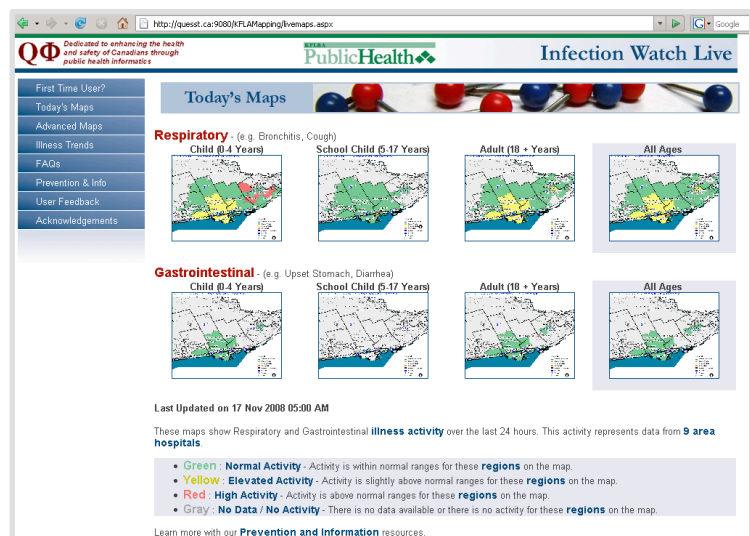 http://quesst.ca:9080/KFLAMapping/livemaps.aspx
Google
QΦ
Dedicated to enhancing the health
and safety of Canadians through
public health informatics
KFL&A
PublicHealth
Infection Watch Live
First Time User?
Today's Maps
Advanced Maps
Illness Trends
FAQs
Prevention & Info
User Feedback
Acknowledgements
Today's Maps
Respiratory - (e.g. Bronchitis, Cough)
Child (0-4 Years) School Child (5-17 Years) Adult (18 + Years) All Ages
Gastrointestinal - (e.g. Upset Stomach, Diarrhea)
Child (0-4 Years) School Child (5-17 Years) Adult (18 + Years) All Ages
Last Updated on 17 Nov 2008 05:00 AM
These maps show Respiratory and Gastrointestinal illness activity over the last 24 hours. This activity represents data from 9 area
hospitals.
• Green : Normal Activity - Activity is within normal ranges for these regions on the map.
• Yellow : Elevated Activity - Activity is slightly above normal ranges for these regions on the map.
• Red : High Activity - Activity is above normal ranges for these regions on the map.
• Gray : No Data / No Activity - There is no data available or there is no activity for these regions on the map.
Learn more with our Prevention and Information resources.